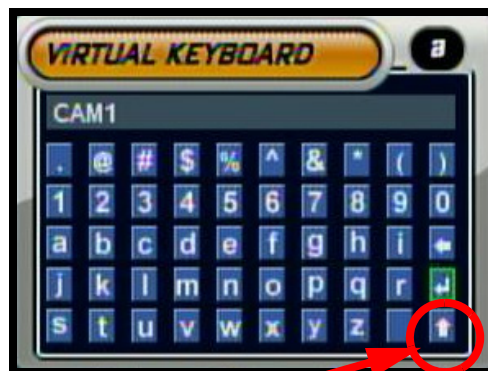 VIRTUAL KEYBOARD
a
CAM1
. @ # $ % ^ & * ( )
1 2 3 4 5 6 7 8 9 0
a b c d e f g h i ←
j k l m n o p q r ↵
s t u v w x y z ⬆